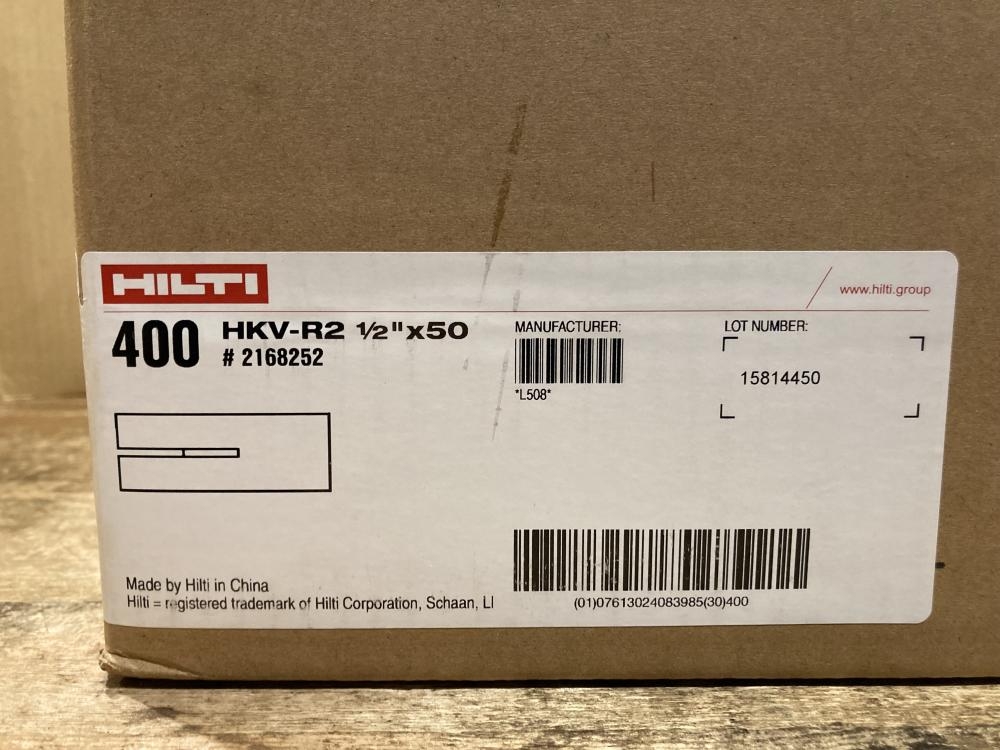 HILTI
www.hilti.group
400
HKV-R2 ½"x50
# 2168252
MANUFACTURER:
*L508*
LOT NUMBER:
15814450
Made by Hilti in China
Hilti = registered trademark of Hilti Corporation, Schaan, LI
(01)07613024083985(30)400